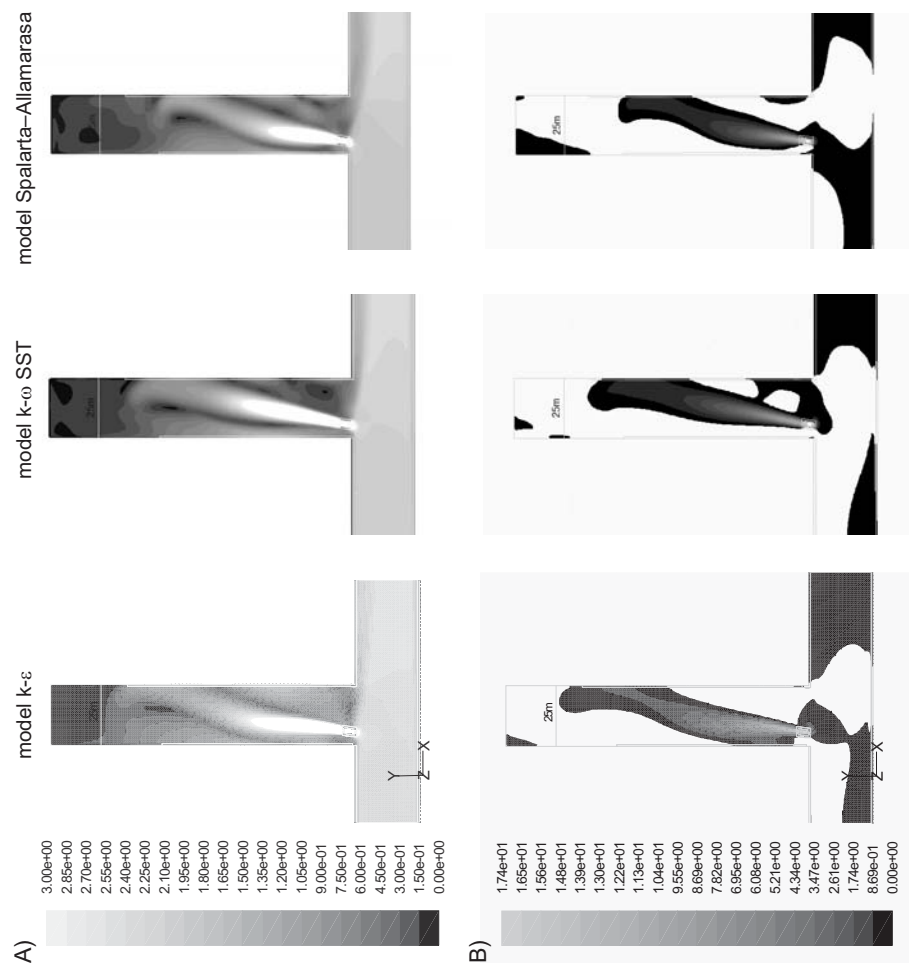 A)
3.00e+00
2.85e+00
2.70e+00
2.55e+00
2.40e+00
2.25e+00
2.10e+00
1.95e+00
1.80e+00
1.65e+00
1.50e+00
1.35e+00
1.20e+00
1.05e+00
9.00e-01
7.50e-01
6.00e-01
4.50e-01
3.00e-01
1.50e-01
0.00e+00
model k-ε
25m
Y
Z
X
model k-ω SST
25m
model Spalarta–Allamarasa
B)
1.74e+01
1.65e+01
1.56e+01
1.48e+01
1.39e+01
1.30e+01
1.22e+01
1.13e+01
1.04e+01
9.55e+00
8.69e+00
7.82e+00
6.95e+00
6.08e+00
5.21e+00
4.34e+00
3.47e+00
2.61e+00
1.74e+00
8.69e-01
0.00e+00
25m
Y
Z
X
25m
25m